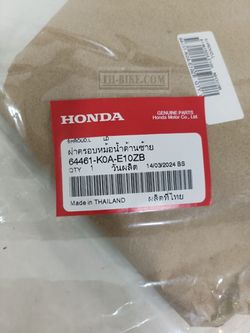 TH-BIKE.COM
HONDA
GENUINE PARTS
Honda Motor Co., Ltd.
SHROUD,L LD
ฝาครอบหม้อน้ำด้านซ้าย
64461-K0A-E10ZB
QTY 1 วันผลิต 14/03/2024 BS
Made in THAILAND ผลิตที่ไทย